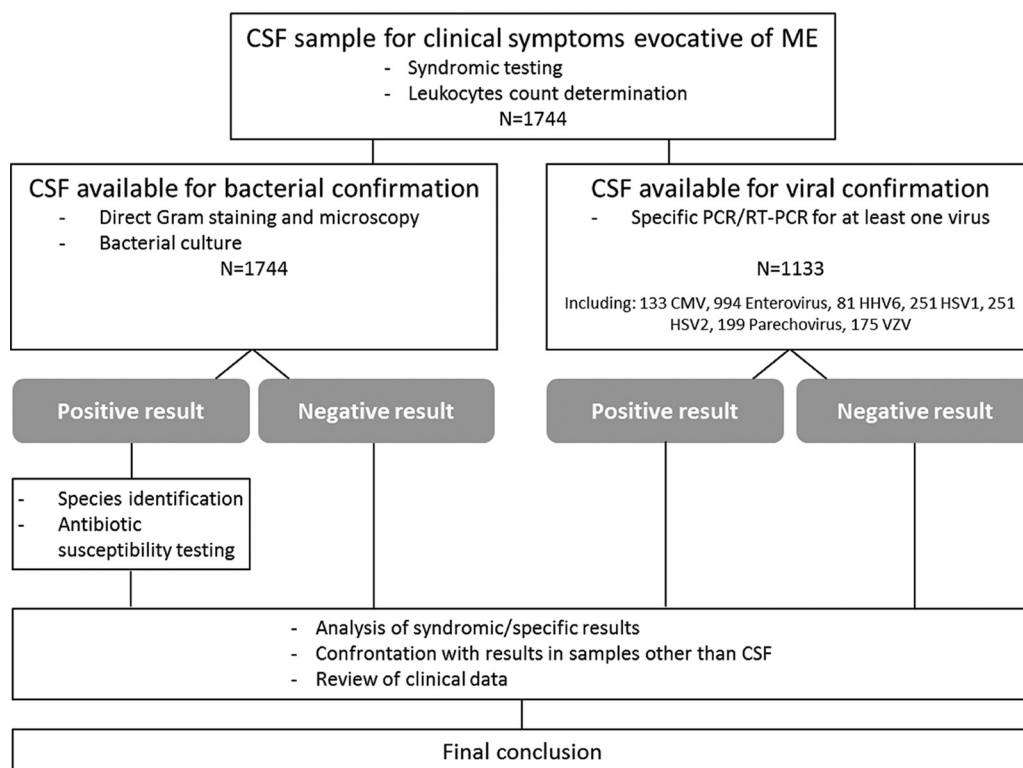 CSF sample for clinical symptoms evocative of ME
- Syndromic testing
- Leukocytes count determination
N=1744
CSF available for bacterial confirmation
- Direct Gram staining and microscopy
- Bacterial culture
N=1744
CSF available for viral confirmation
- Specific PCR/RT-PCR for at least one virus
N=1133
Including: 133 CMV, 994 Enterovirus, 81 HHV6, 251 HSV1, 251
HSV2, 199 Parechovirus, 175 VZV
Positive result
Negative result
Positive result
Negative result
- Species identification
- Antibiotic
susceptibility testing
- Analysis of syndromic/specific results
- Confrontation with results in samples other than CSF
- Review of clinical data
Final conclusion